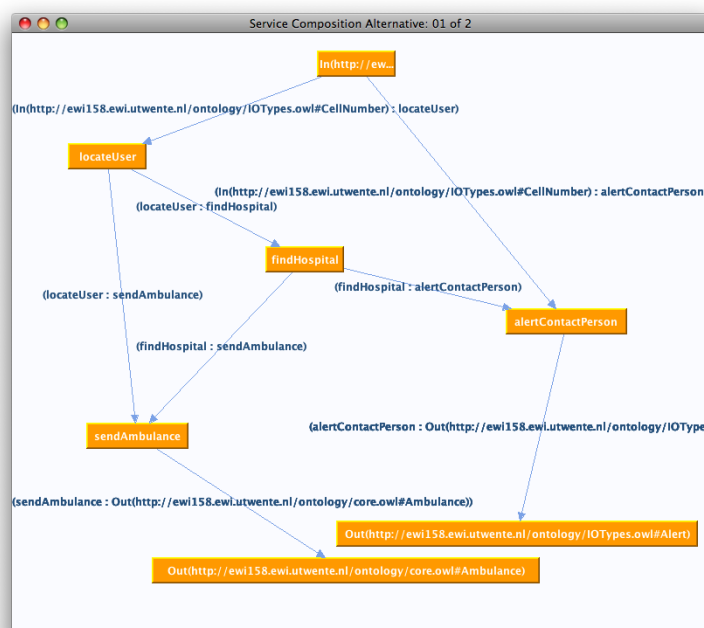 Service Composition Alternative: 01 of 2
In(http://ew...
(In(http://ewi158.ewi.utwente.nl/ontology/IOTypes.owl#CellNumber) : locateUser)
locateUser
(In(http://ewi158.ewi.utwente.nl/ontology/IOTypes.owl#CellNumber) : alertContactPerson
(locateUser : findHospital)
findHospital
(findHospital : alertContactPerson)
(locateUser : sendAmbulance)
alertContactPerson
(findHospital : sendAmbulance)
(alertContactPerson : Out(http://ewi158.ewi.utwente.nl/ontology/IOType
sendAmbulance
(sendAmbulance : Out(http://ewi158.ewi.utwente.nl/ontology/core.owl#Ambulance))
Out(http://ewi158.ewi.utwente.nl/ontology/IOTypes.owl#Alert)
Out(http://ewi158.ewi.utwente.nl/ontology/core.owl#Ambulance)